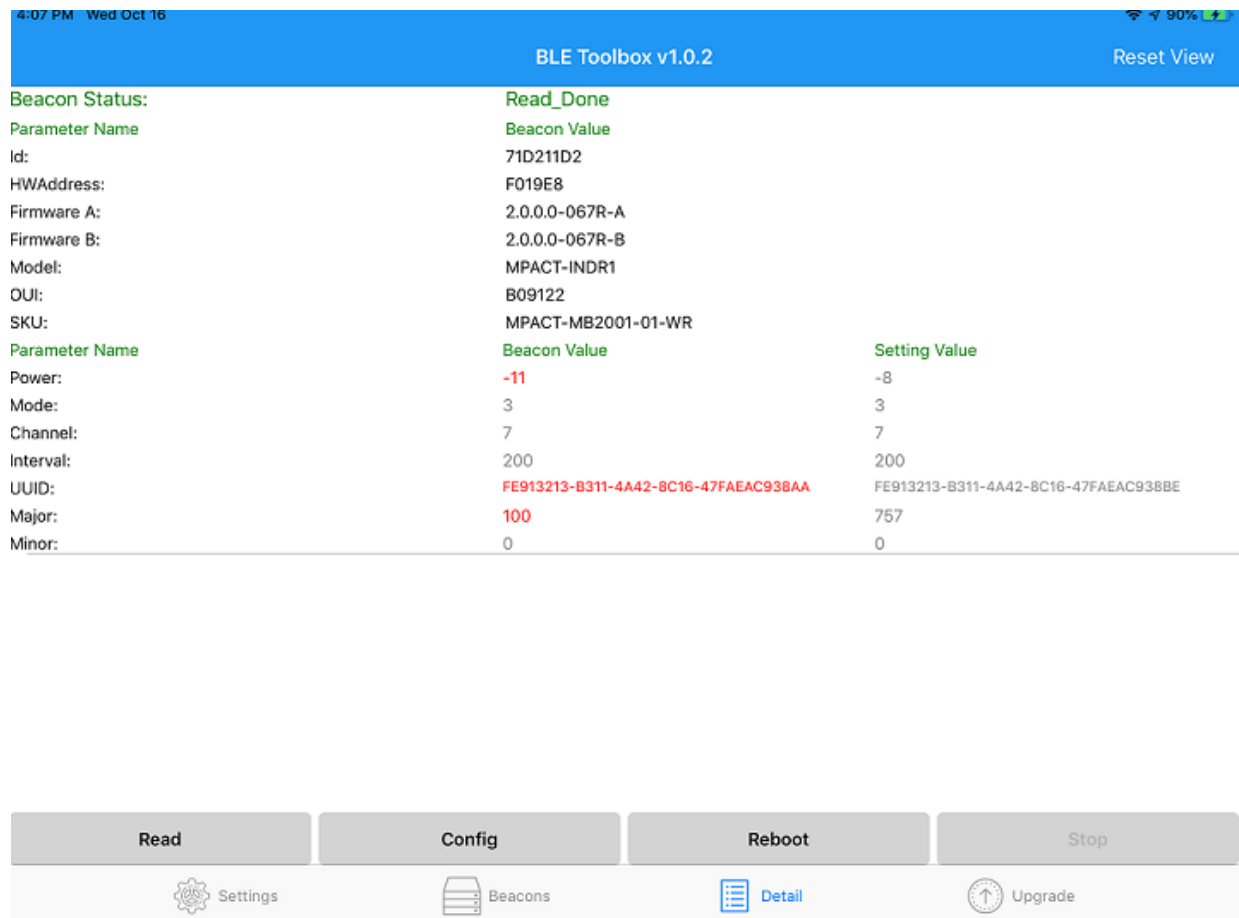 4:07 PM Wed Oct 16 90%
BLE Toolbox v1.0.2 Reset View
Beacon Status: Read_Done
Parameter Name Beacon Value
Id: 71D211D2
HWAddress: F019E8
Firmware A: 2.0.0.0-067R-A
Firmware B: 2.0.0.0-067R-B
Model: MPACT-INDR1
OUI: B09122
SKU: MPACT-MB2001-01-WR
Parameter Name Beacon Value Setting Value
Power: -11 -8
Mode: 3 3
Channel: 7 7
Interval: 200 200
UUID: FE913213-B311-4A42-8C16-47FAEAC938AA FE913213-B311-4A42-8C16-47FAEAC938BE
Major: 100 757
Minor: 0 0
Read Config Reboot Stop
Settings Beacons Detail Upgrade